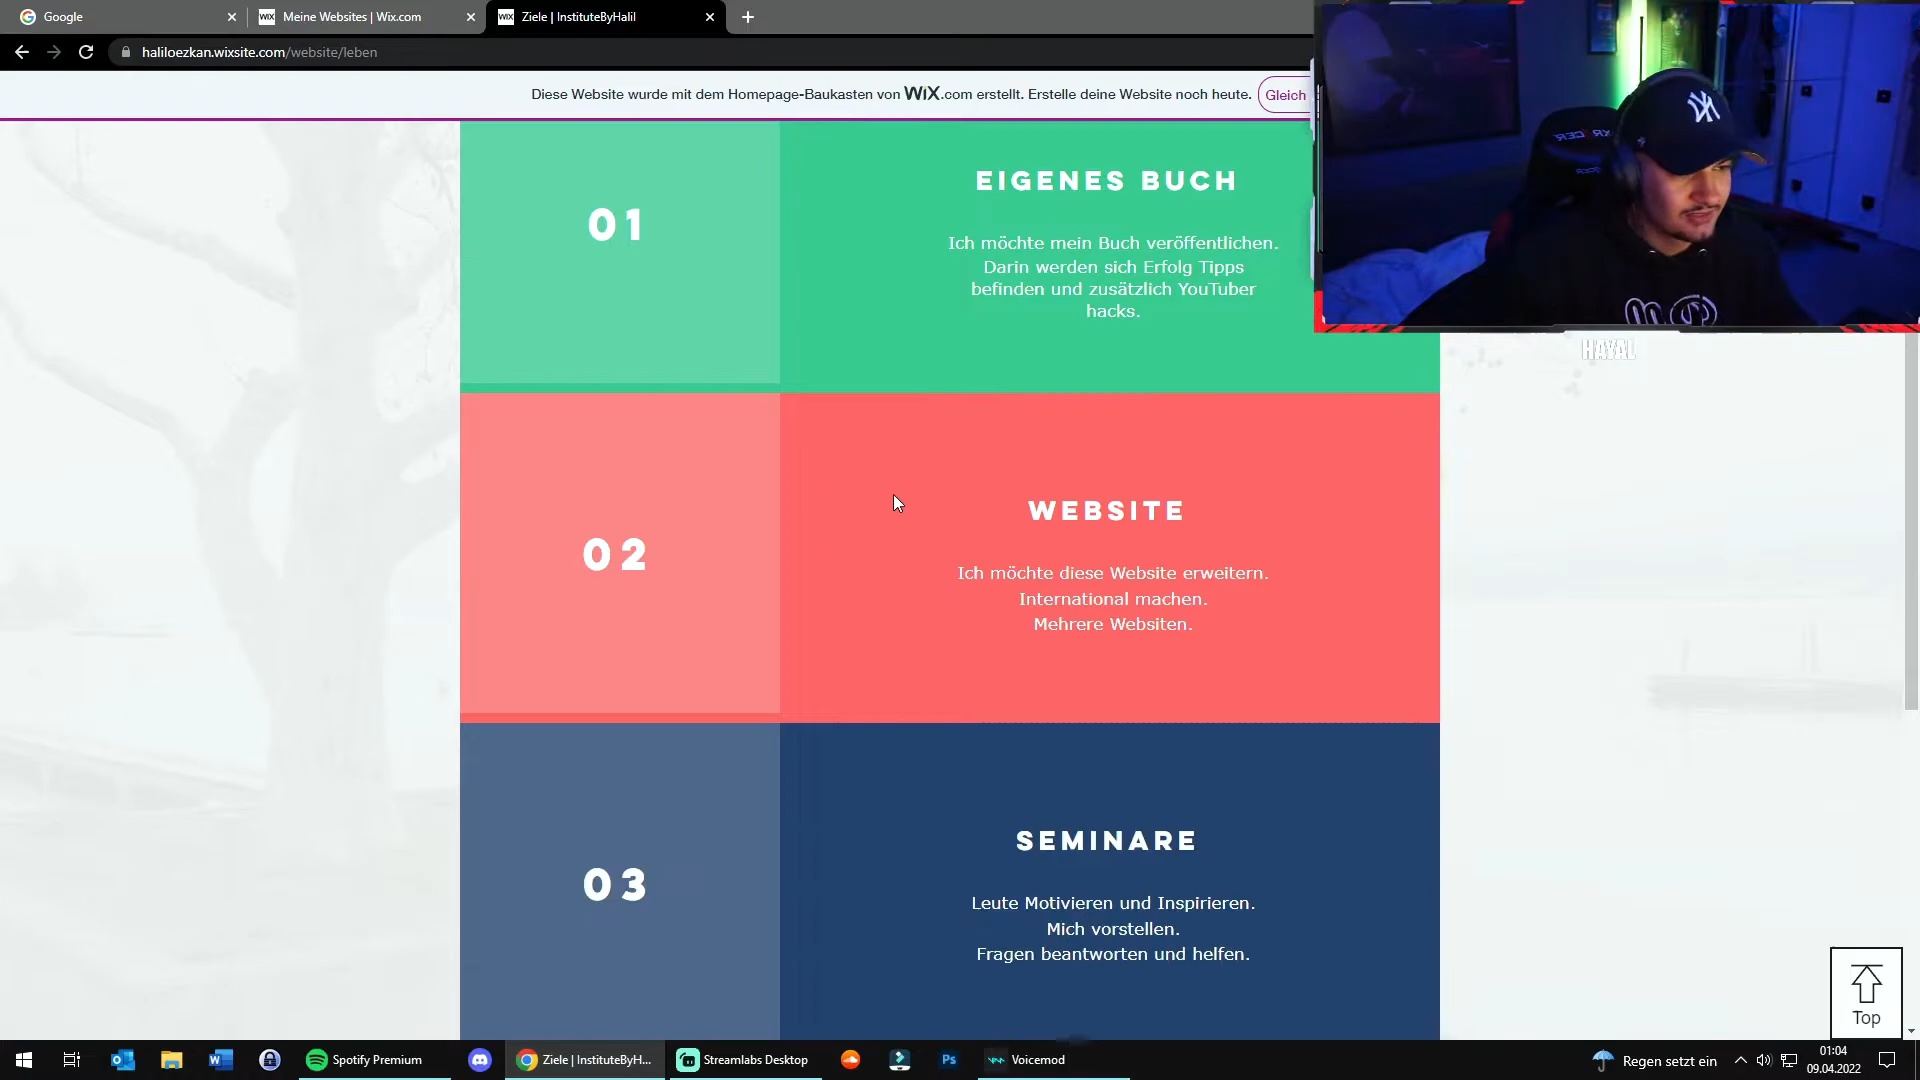 Google
Meine Websites | Wix.com
Ziele | InstituteByHalil
haliloezkan.wixsite.com/website/leben
Diese Website wurde mit dem Homepage-Baukasten von WiX.com erstellt. Erstelle deine Website noch heute.
Gleich
01
EIGENES BUCH
Ich möchte mein Buch veröffentlichen.
Darin werden sich Erfolg Tipps
befinden und zusätzlich YouTuber
hacks.
HAYAL
02
WEBSITE
Ich möchte diese Website erweitern.
International machen.
Mehrere Websiten.
03
SEMINARE
Leute Motivieren und Inspirieren.
Mich vorstellen.
Fragen beantworten und helfen.
Top
Spotify Premium
Ziele | InstituteByH...
Streamlabs Desktop
Ps
Voicemod
Regen setzt ein
01:04
09.04.2022